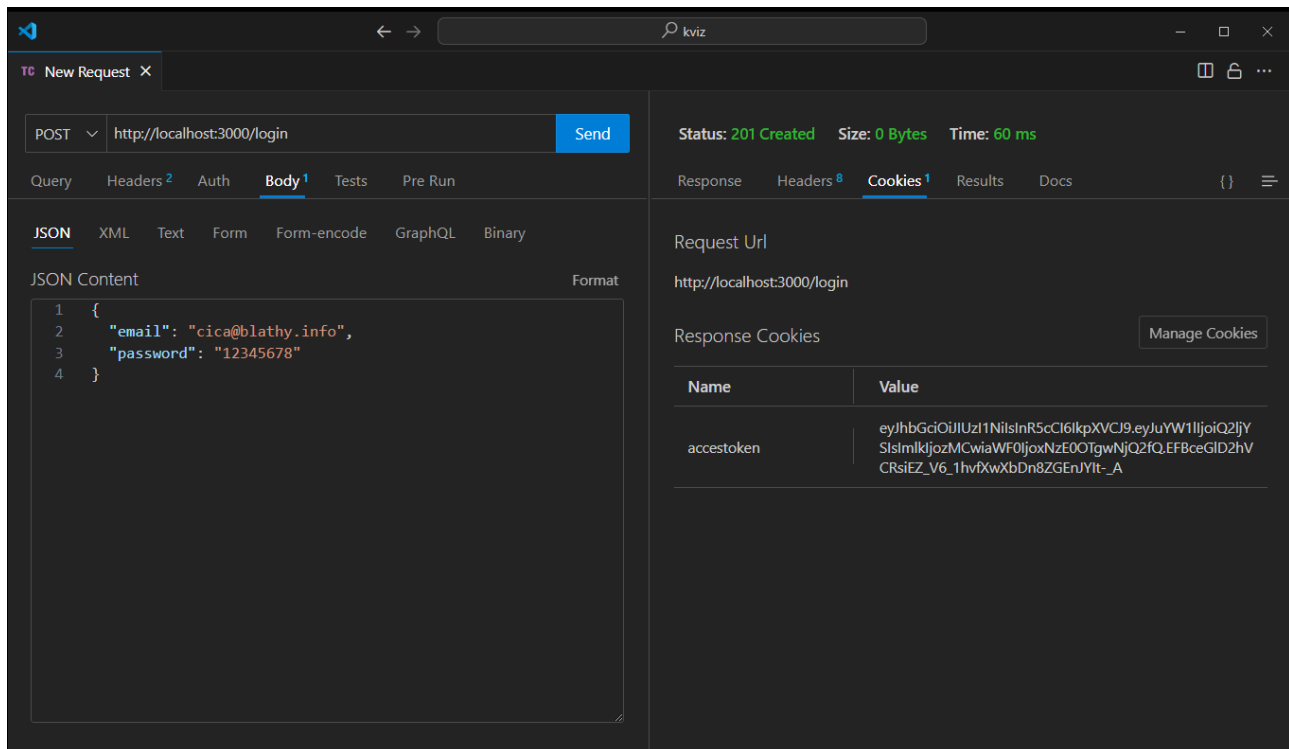 kviz
TC New Request
POST http://localhost:3000/login Send
Query Headers 2 Auth Body 1 Tests Pre Run
JSON XML Text Form Form-encode GraphQL Binary
JSON Content Format
1 {
2 "email": "cica@blathy.info",
3 "password": "12345678"
4 }
Status: 201 Created Size: 0 Bytes Time: 60 ms
Response Headers 8 Cookies 1 Results Docs { }
Request Url
http://localhost:3000/login
Response Cookies Manage Cookies
Name Value
accestoken
eyJhbGciOiJIUzI1NiIsInR5cCI6IkpXVCJ9.eyJuYW1lIjoiQ2ljY
SIsImlkIjozMCwiaWF0IjoxNzE0OTgwNjQ2fQ.EFBceGlD2hV
CRsiEZ_V6_1hvfXwXbDn8ZGEnJYIt-_A